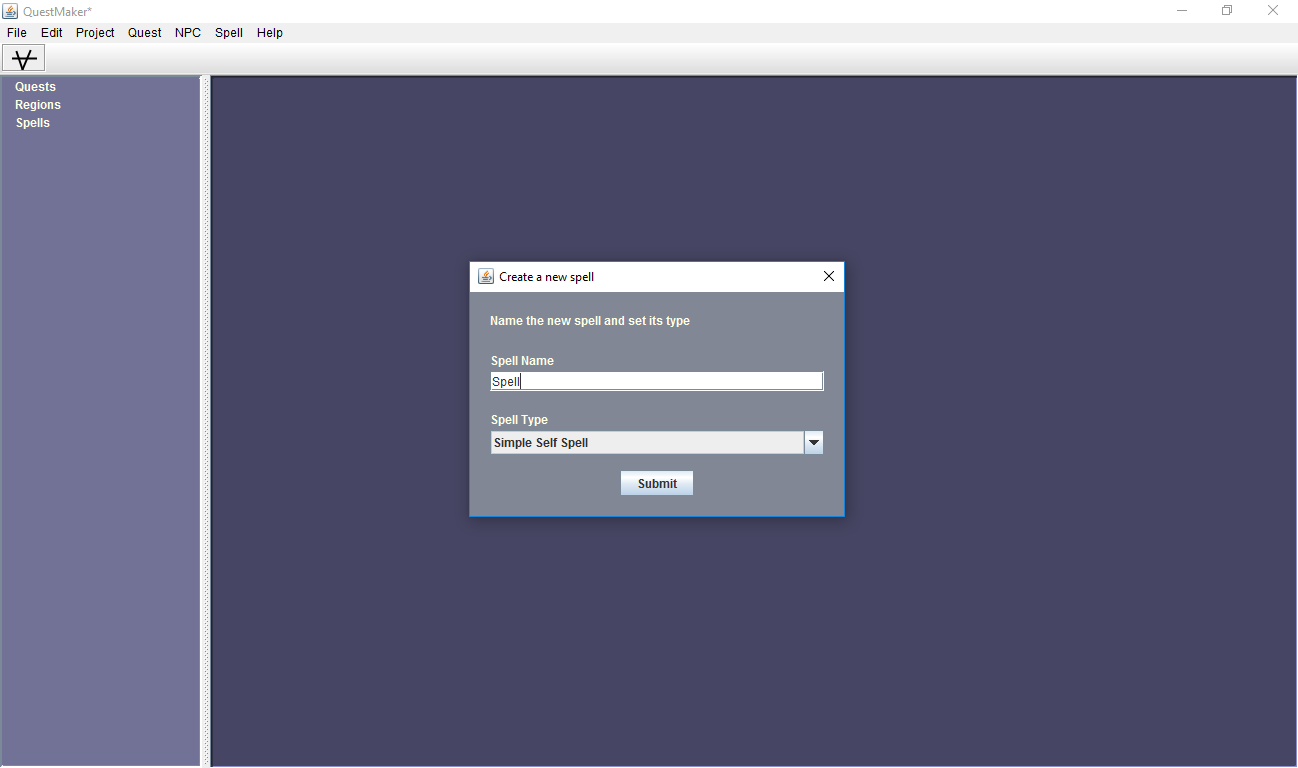 QuestMaker*
File Edit Project Quest NPC Spell Help
Quests
Regions
Spells
Create a new spell
Name the new spell and set its type
Spell Name
Spell
Spell Type
Simple Self Spell
Submit